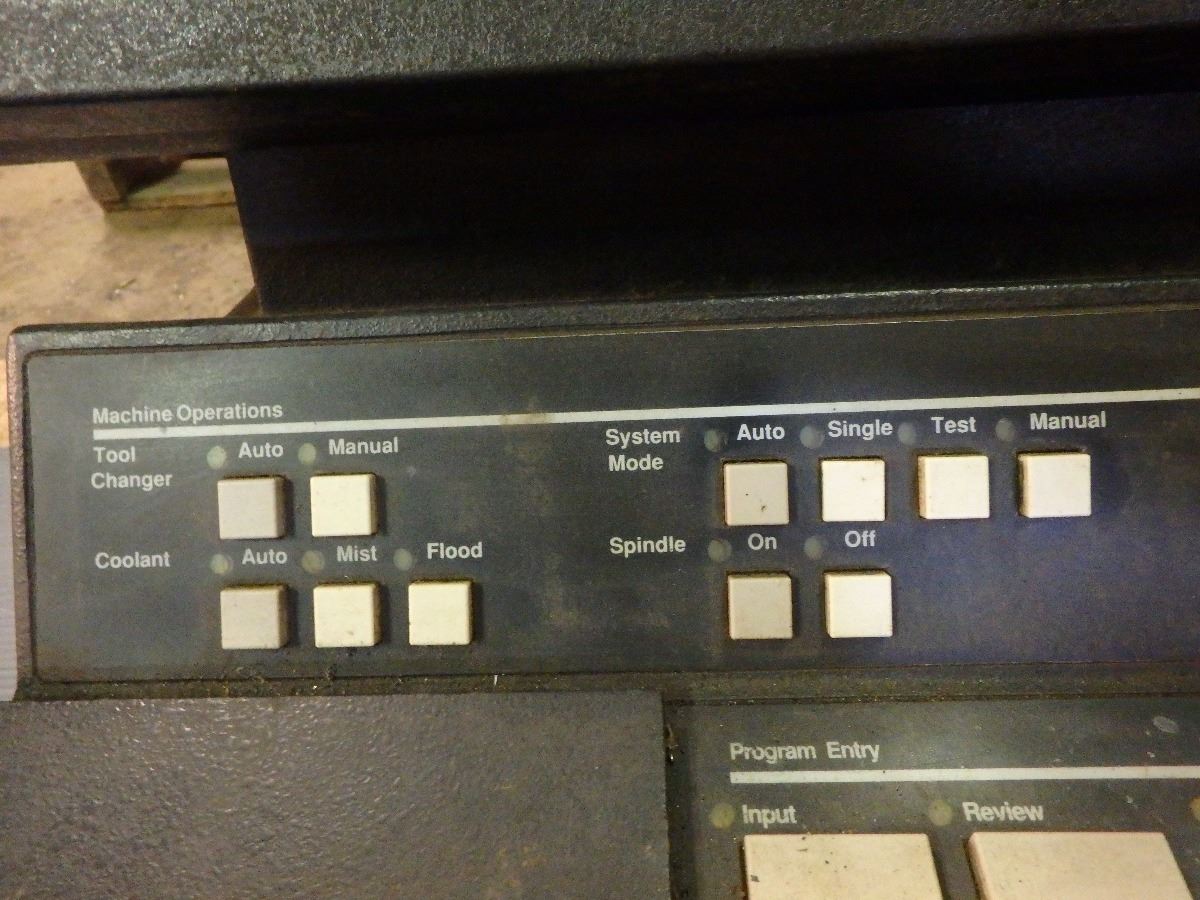 Machine Operations
Tool Changer
Auto Manual
Coolant
Auto Mist Flood
System Mode
Auto Single Test Manual
Spindle
On Off
Program Entry
Input Review